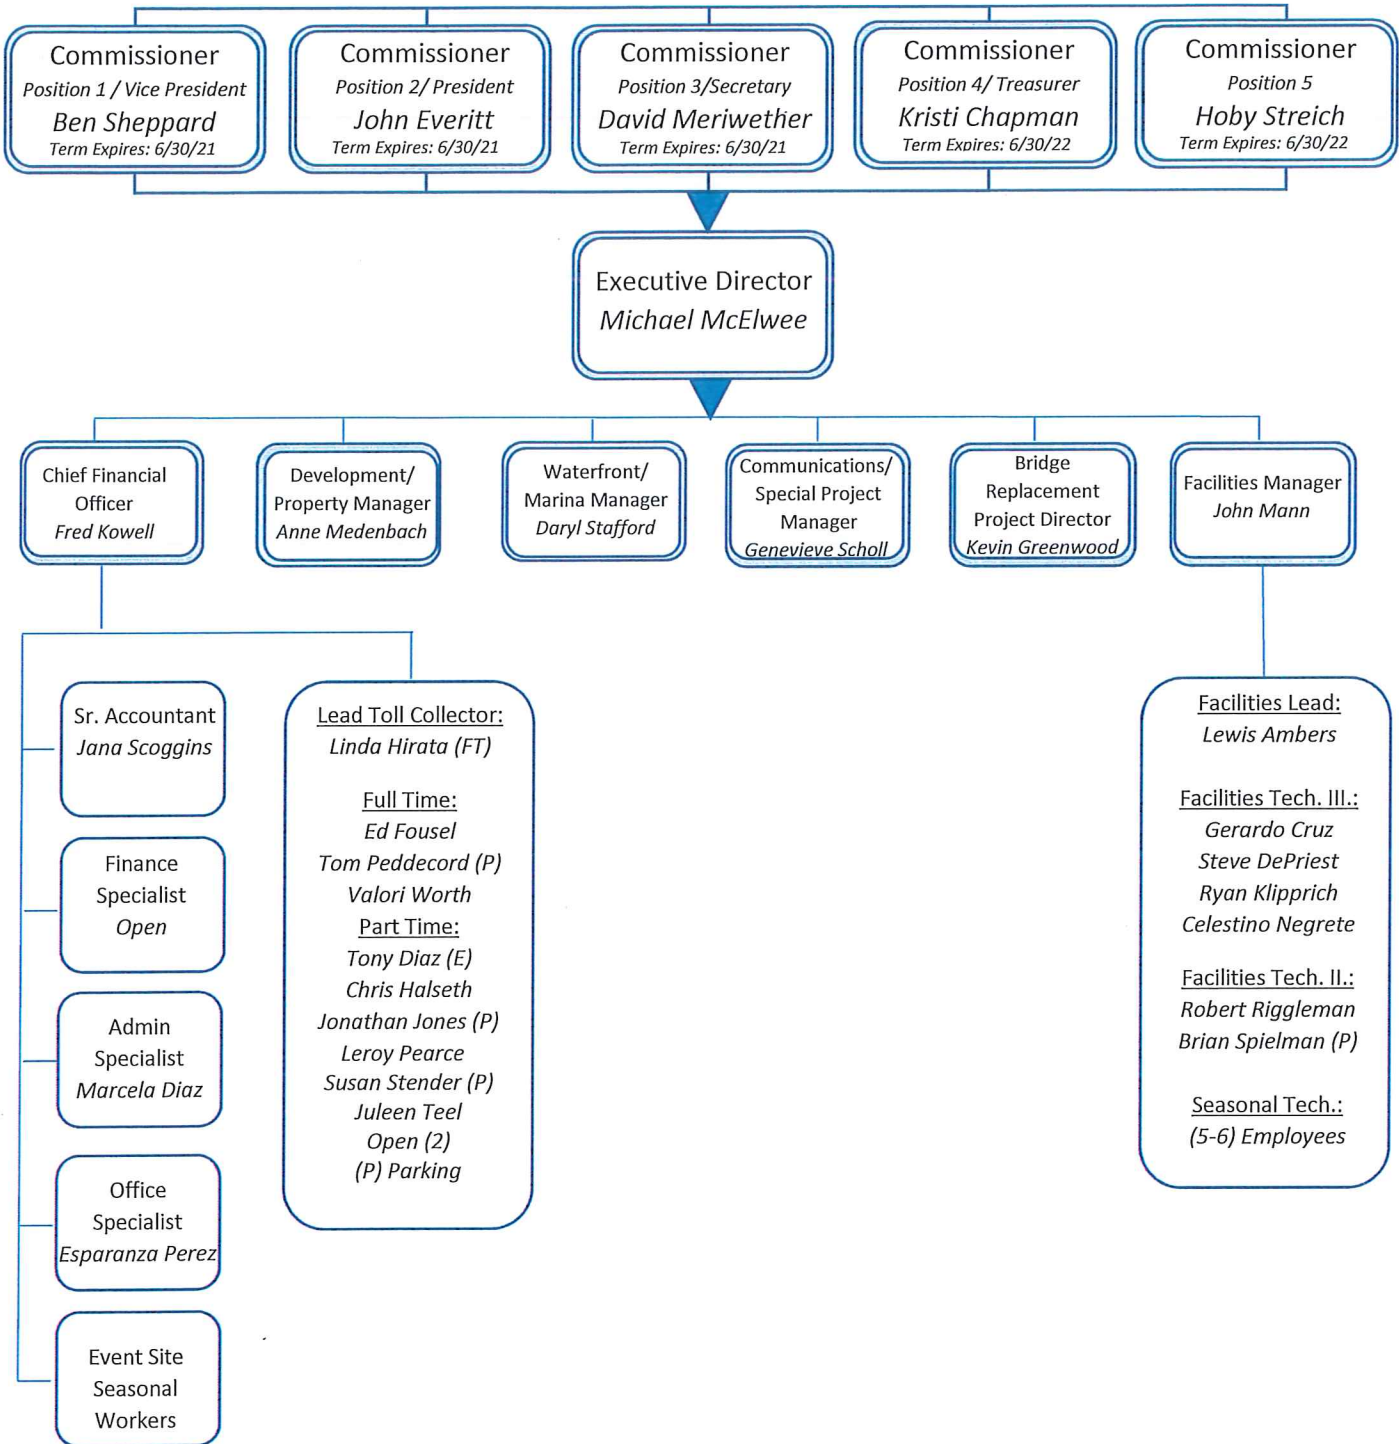 Commissioner
Position 1 / Vice President
Ben Sheppard
Term Expires: 6/30/21
Commissioner
Position 2/ President
John Everitt
Term Expires: 6/30/21
Commissioner
Position 3/Secretary
David Meriwether
Term Expires: 6/30/21
Commissioner
Position 4/ Treasurer
Kristi Chapman
Term Expires: 6/30/22
Commissioner
Position 5
Hoby Streich
Term Expires: 6/30/22
Executive Director
Michael McElwee
Chief Financial
Officer
Fred Kowell
Development/
Property Manager
Anne Medenbach
Waterfront/
Marina Manager
Daryl Stafford
Communications/
Special Project
Manager
Genevieve Scholl
Bridge
Replacement
Project Director
Kevin Greenwood
Facilities Manager
John Mann
Sr. Accountant
Jana Scoggins
Finance
Specialist
Open
Admin
Specialist
Marcela Diaz
Office
Specialist
Esparanza Perez
Event Site
Seasonal
Workers
Lead Toll Collector:
Linda Hirata (FT)
Full Time:
Ed Fousel
Tom Peddecord (P)
Valori Worth
Part Time:
Tony Diaz (E)
Chris Halseth
Jonathan Jones (P)
Leroy Pearce
Susan Stender (P)
Juleen Teel
Open (2)
(P) Parking
Facilities Lead:
Lewis Ambers
Facilities Tech. III.:
Gerardo Cruz
Steve DePriest
Ryan Klipprich
Celestino Negrete
Facilities Tech. II.:
Robert Riggleman
Brian Spielman (P)
Seasonal Tech.:
(5-6) Employees